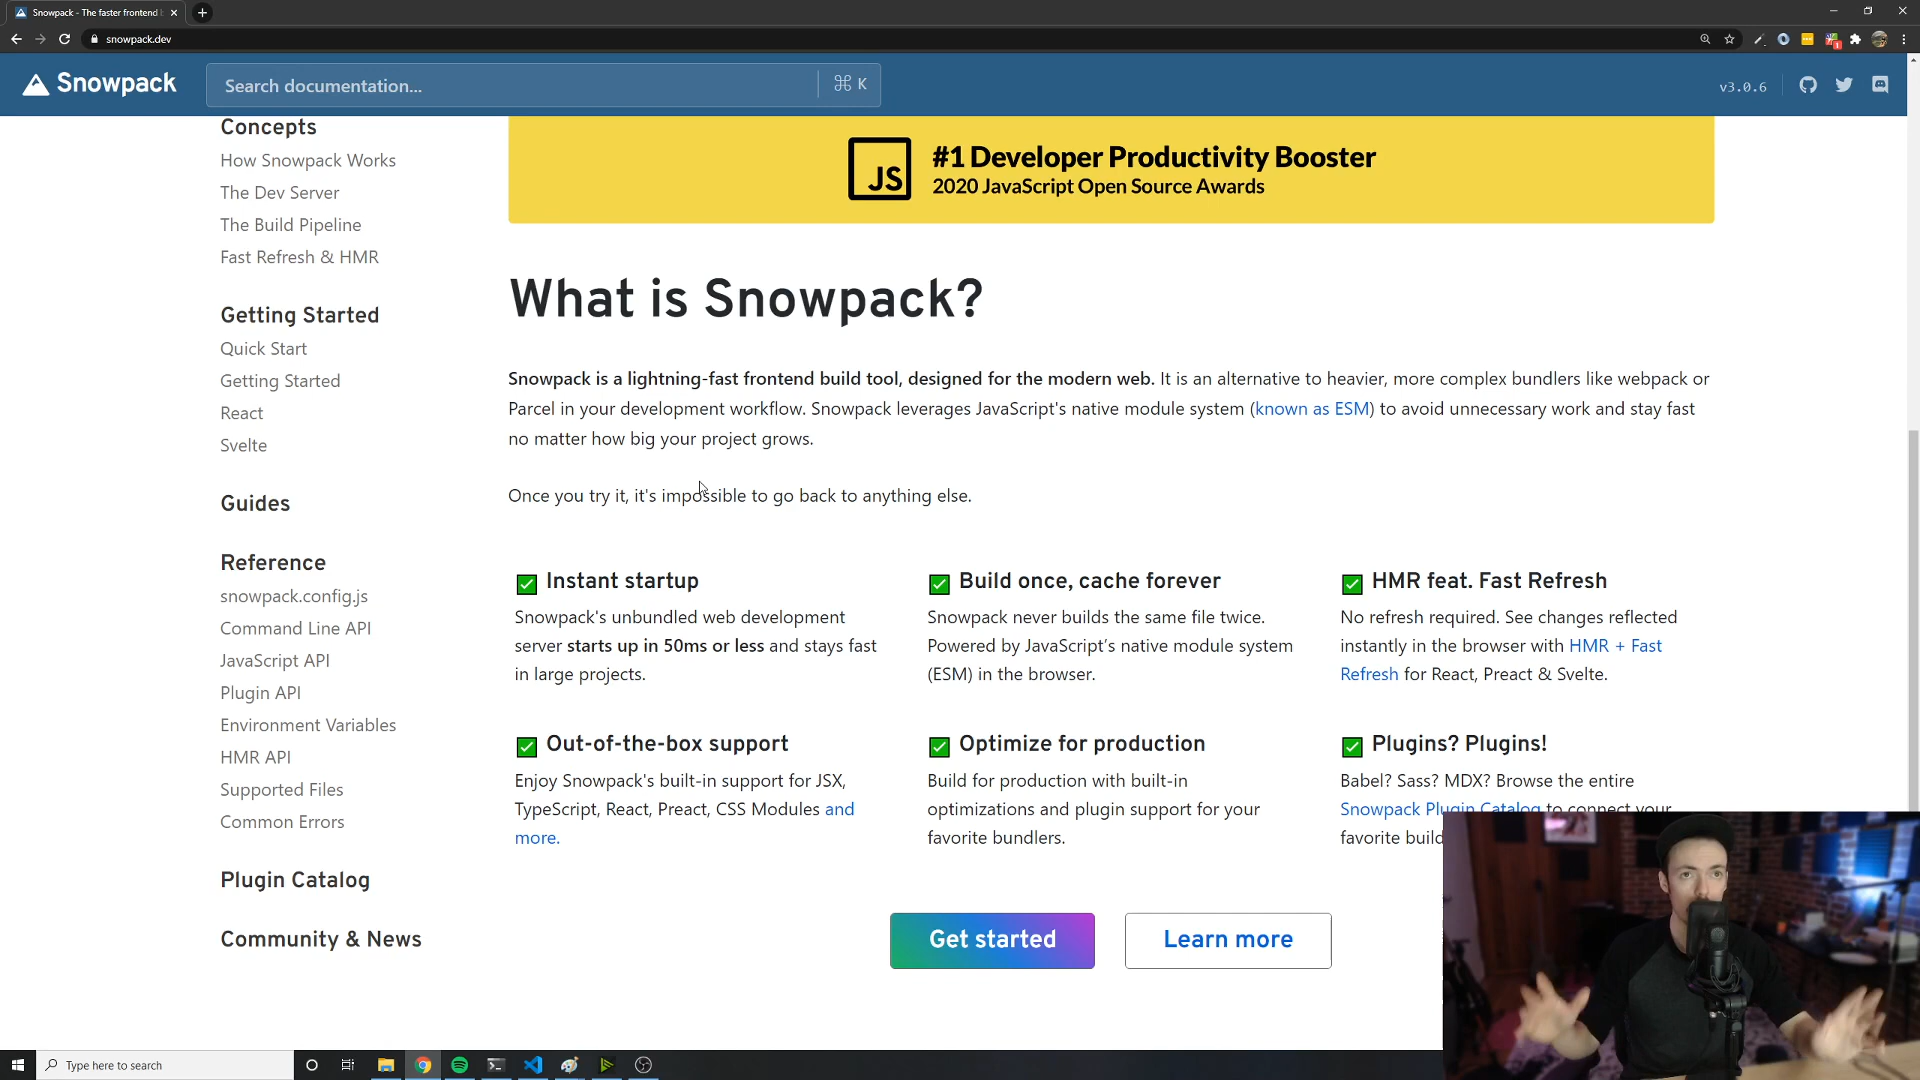 Snowpack - The faster frontend
snowpack.dev
Snowpack
Search documentation...
⌘ K
v3.0.6
Concepts
How Snowpack Works
The Dev Server
The Build Pipeline
Fast Refresh & HMR
Getting Started
Quick Start
Getting Started
React
Svelte
Guides
Reference
snowpack.config.js
Command Line API
JavaScript API
Plugin API
Environment Variables
HMR API
Supported Files
Common Errors
Plugin Catalog
Community & News
JS
#1 Developer Productivity Booster
2020 JavaScript Open Source Awards
What is Snowpack?
Snowpack is a lightning-fast frontend build tool, designed for the modern web. It is an alternative to heavier, more complex bundlers like webpack or
Parcel in your development workflow. Snowpack leverages JavaScript's native module system (known as ESM) to avoid unnecessary work and stay fast
no matter how big your project grows.
Once you try it, it's impossible to go back to anything else.
✅ Instant startup
Snowpack's unbundled web development
server starts up in 50ms or less and stays fast
in large projects.
✅ Build once, cache forever
Snowpack never builds the same file twice.
Powered by JavaScript’s native module system
(ESM) in the browser.
✅ HMR feat. Fast Refresh
No refresh required. See changes reflected
instantly in the browser with HMR + Fast
Refresh for React, Preact & Svelte.
✅ Out-of-the-box support
Enjoy Snowpack's built-in support for JSX,
TypeScript, React, Preact, CSS Modules and
more.
✅ Optimize for production
Build for production with built-in
optimizations and plugin support for your
favorite bundlers.
✅ Plugins? Plugins!
Babel? Sass? MDX? Browse the entire
Snowpack Plugin Catalog to connect your
favorite build
Get started
Learn more
Type here to search